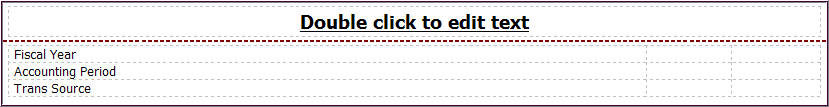 Double click to edit text
Fiscal Year
Accounting Period
Trans Source